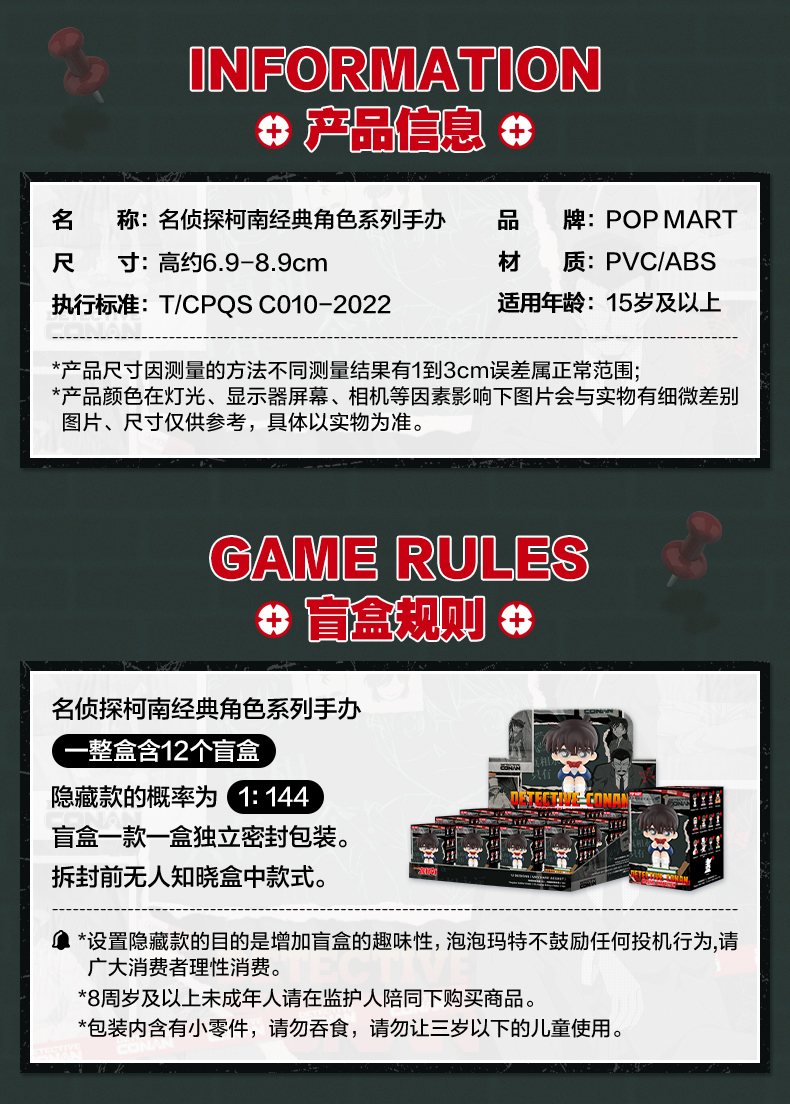 INFORMATION
产品信息
名 称：名侦探柯南经典角色系列手办 品 牌：POP MART
尺 寸：高约6.9-8.9cm 材 质：PVC/ABS
执行标准：T/CPQS C010-2022 适用年龄：15岁及以上
*产品尺寸因测量的方法不同测量结果有1到3cm误差属正常范围;
*产品颜色在灯光、显示器屏幕、相机等因素影响下图片会与实物有细微差别
图片、尺寸仅供参考，具体以实物为准。
GAME RULES
盲盒规则
名侦探柯南经典角色系列手办
一整盒含12个盲盒
隐藏款的概率为 1:144
盲盒一款一盒独立密封包装。
拆封前无人知晓盒中款式。
CONAN
DETECTIVE CONAN
DETECTIVE CONAN
*设置隐藏款的目的是增加盲盒的趣味性，泡泡玛特不鼓励任何投机行为,请
广大消费者理性消费。
*8周岁及以上未成年人请在监护人陪同下购买商品。
*包装内含有小零件，请勿吞食，请勿让三岁以下的儿童使用。